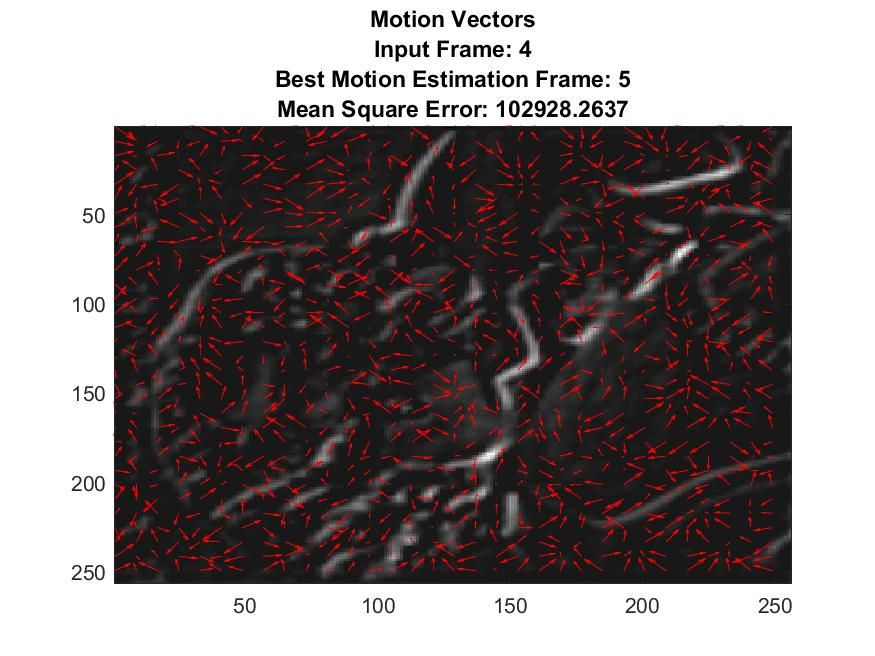 Motion Vectors
Input Frame: 4
Best Motion Estimation Frame: 5
Mean Square Error: 102928.2637
50
100
150
200
250
50
100
150
200
250